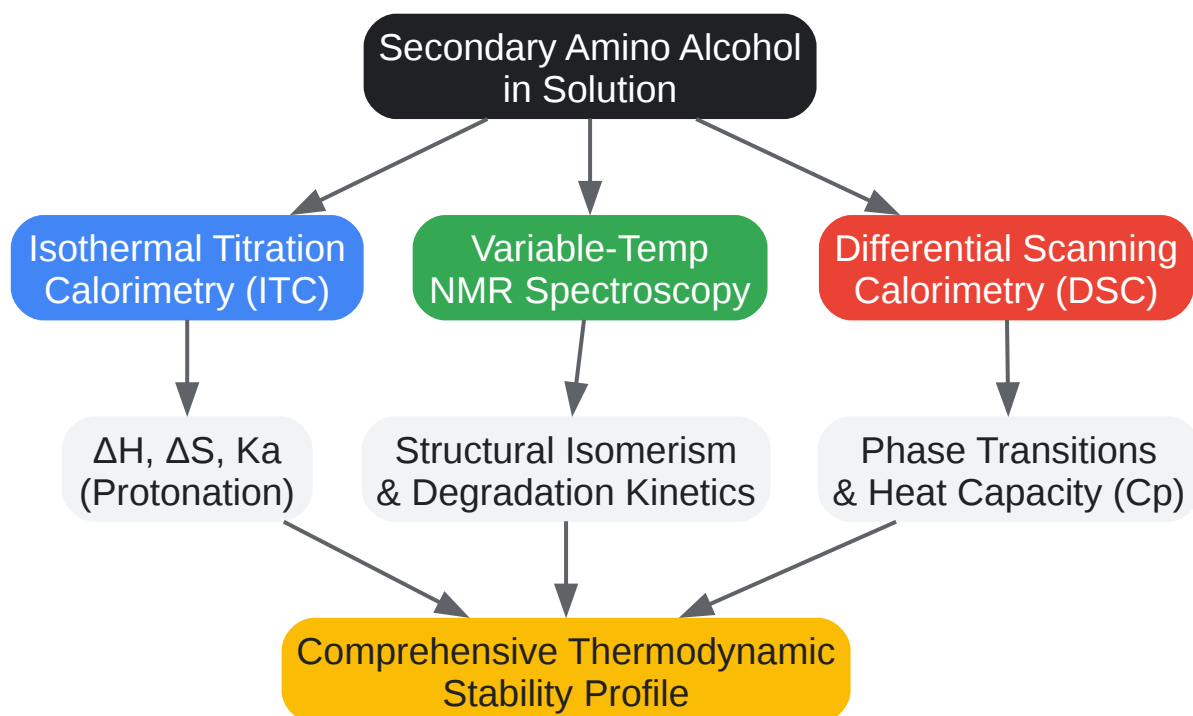 Secondary Amino Alcohol
in Solution
Isothermal Titration
Calorimetry (ITC)
Variable-Temp
NMR Spectroscopy
Differential Scanning
Calorimetry (DSC)
ΔH, ΔS, Ka
(Protonation)
Structural Isomerism
& Degradation Kinetics
Phase Transitions
& Heat Capacity (Cp)
Comprehensive Thermodynamic
Stability Profile